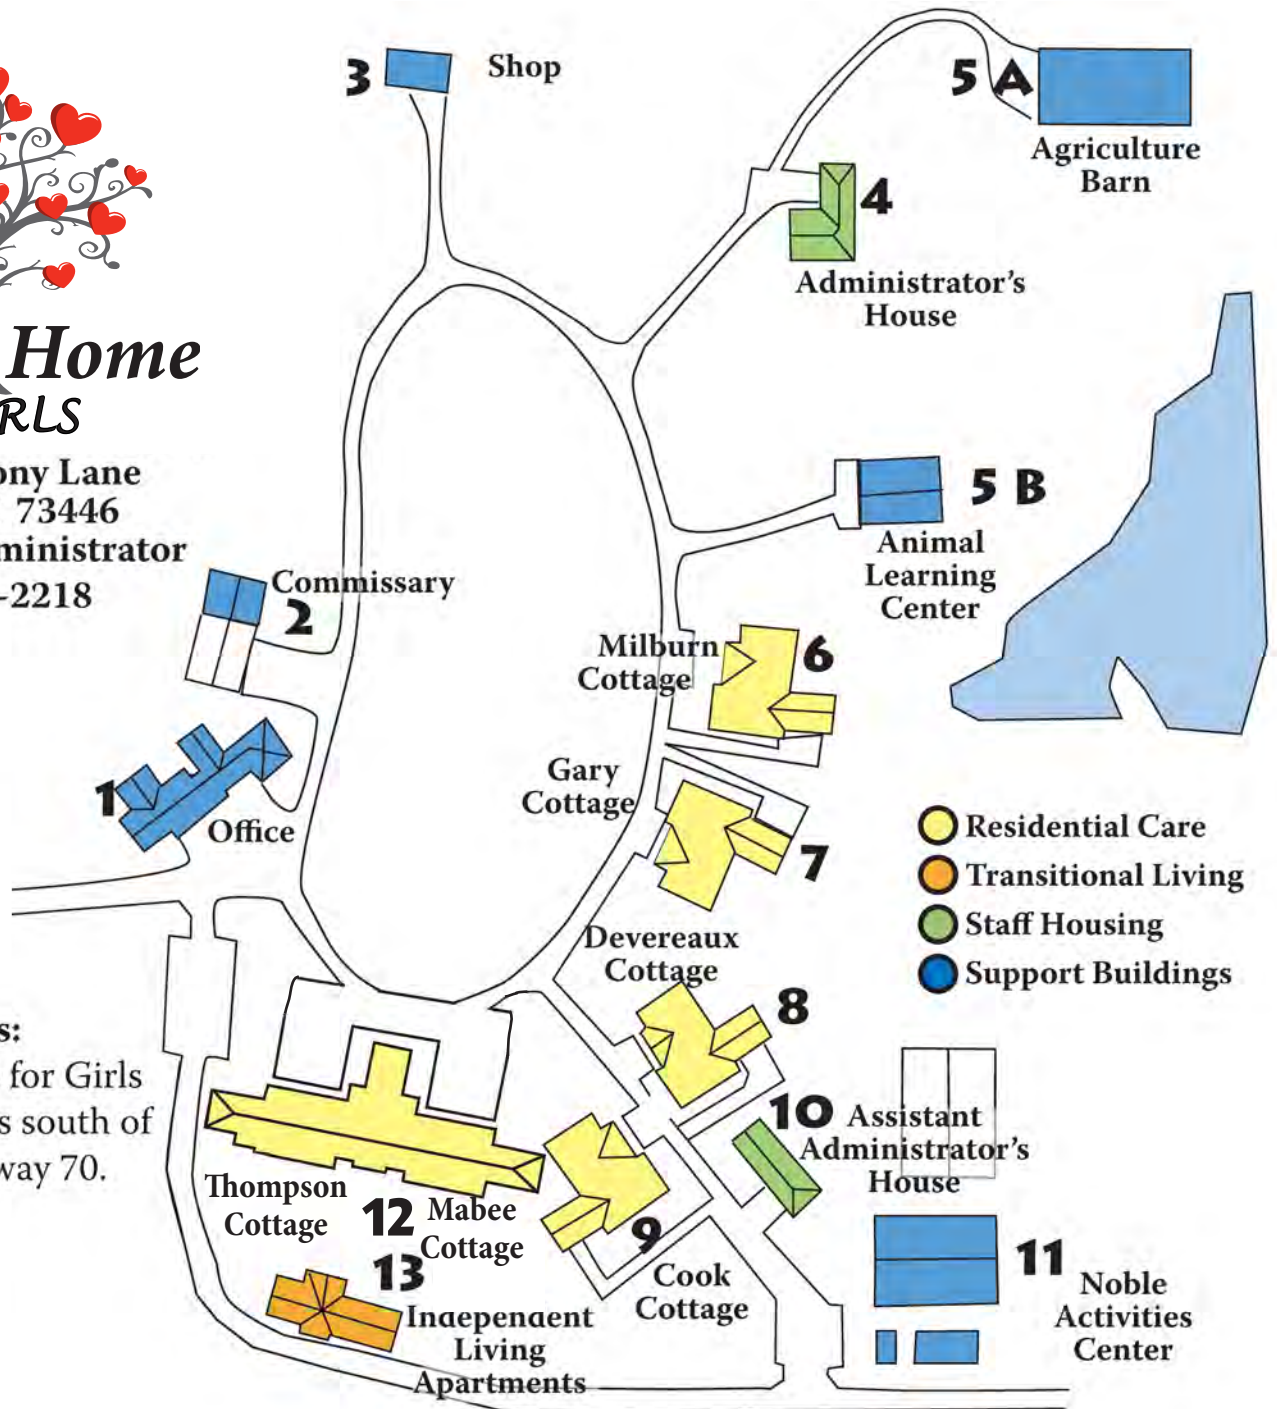 3
Shop
5 A
Agriculture
Barn
4
Administrator's
House
Home
RLS
ony Lane
73446
ministrator
-2218
5 B
Animal
Learning
Center
Commissary
2
Milburn
Cottage
6
1
Office
Gary
Cottage
7
Residential Care
Transitional Living
Staff Housing
Support Buildings
Devereaux
Cottage
8
s:
for Girls
s south of
way 70.
10
Assistant
Administrator's
House
Thompson
Cottage
12
Mabee
Cottage
9
Cook
Cottage
11
Noble
Activities
Center
13
Independent
Living
Apartments